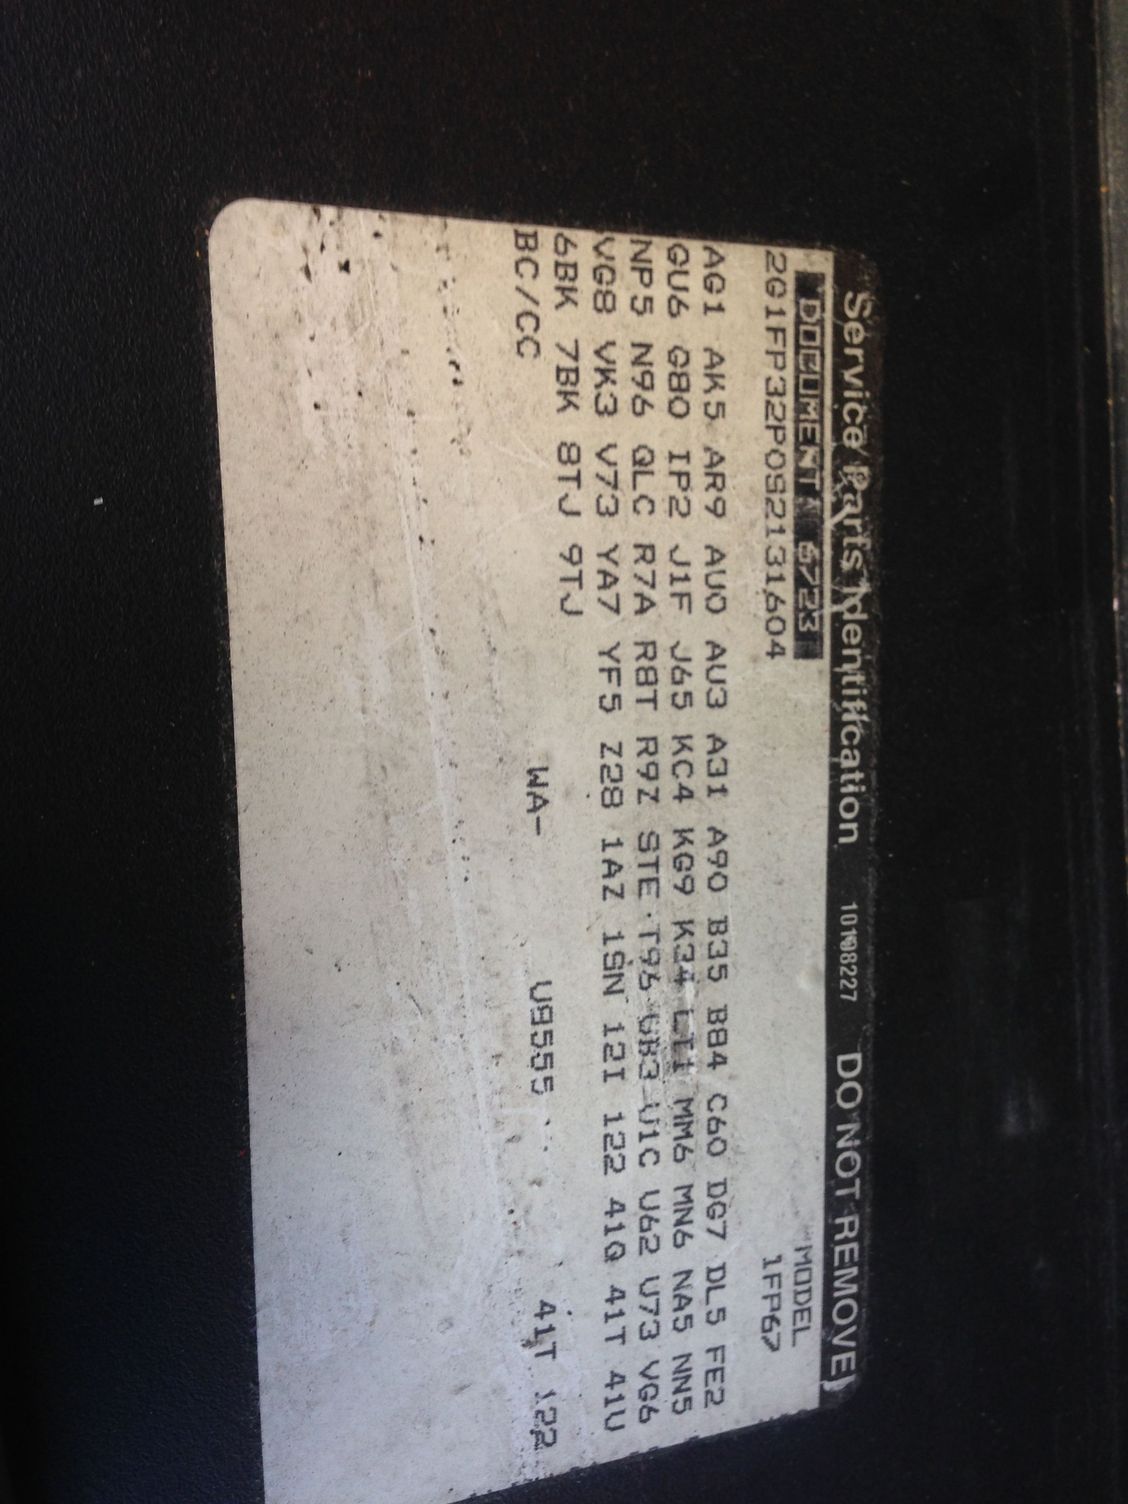 Service Parts Identification 10108227 DO NOT REMOVE
DOCUMENT 6/23 MODEL
2G1FP32P0S2131604 1FP67
AG1 AK5 AR9 AU0 AU3 A31 A90 B35 B84 C60 DG7 DL5 FE2
GU6 G80 IP2 J1F J65 KC4 KG9 K34 LT1 MM6 MN6 NA5 NN5
NP5 N96 QLC R7A R8T R9Z STE T96 UB3 U1C U62 U73 VG6
VG8 VK3 V73 YA7 YF5 Z28 1AZ 1SN 12I 122 41Q 41T 41U
6BK 7BK 8TJ 9TJ
BC/CC WA- U8555 41T 122